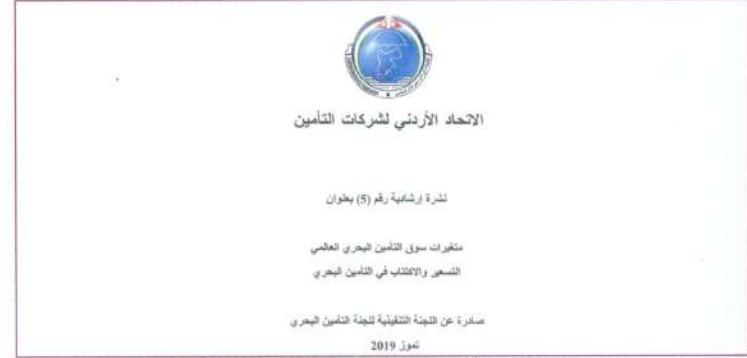 الاتحاد الأردني لشركات التأمين
نشرة إرشادية رقم (5) بعنوان
متغيرات سوق التأمين البحري العالمي
التسعير والاكتتاب في التأمين البحري
صادرة عن اللجنة التنفيذية للجنة التأمين البحري
تموز 2019